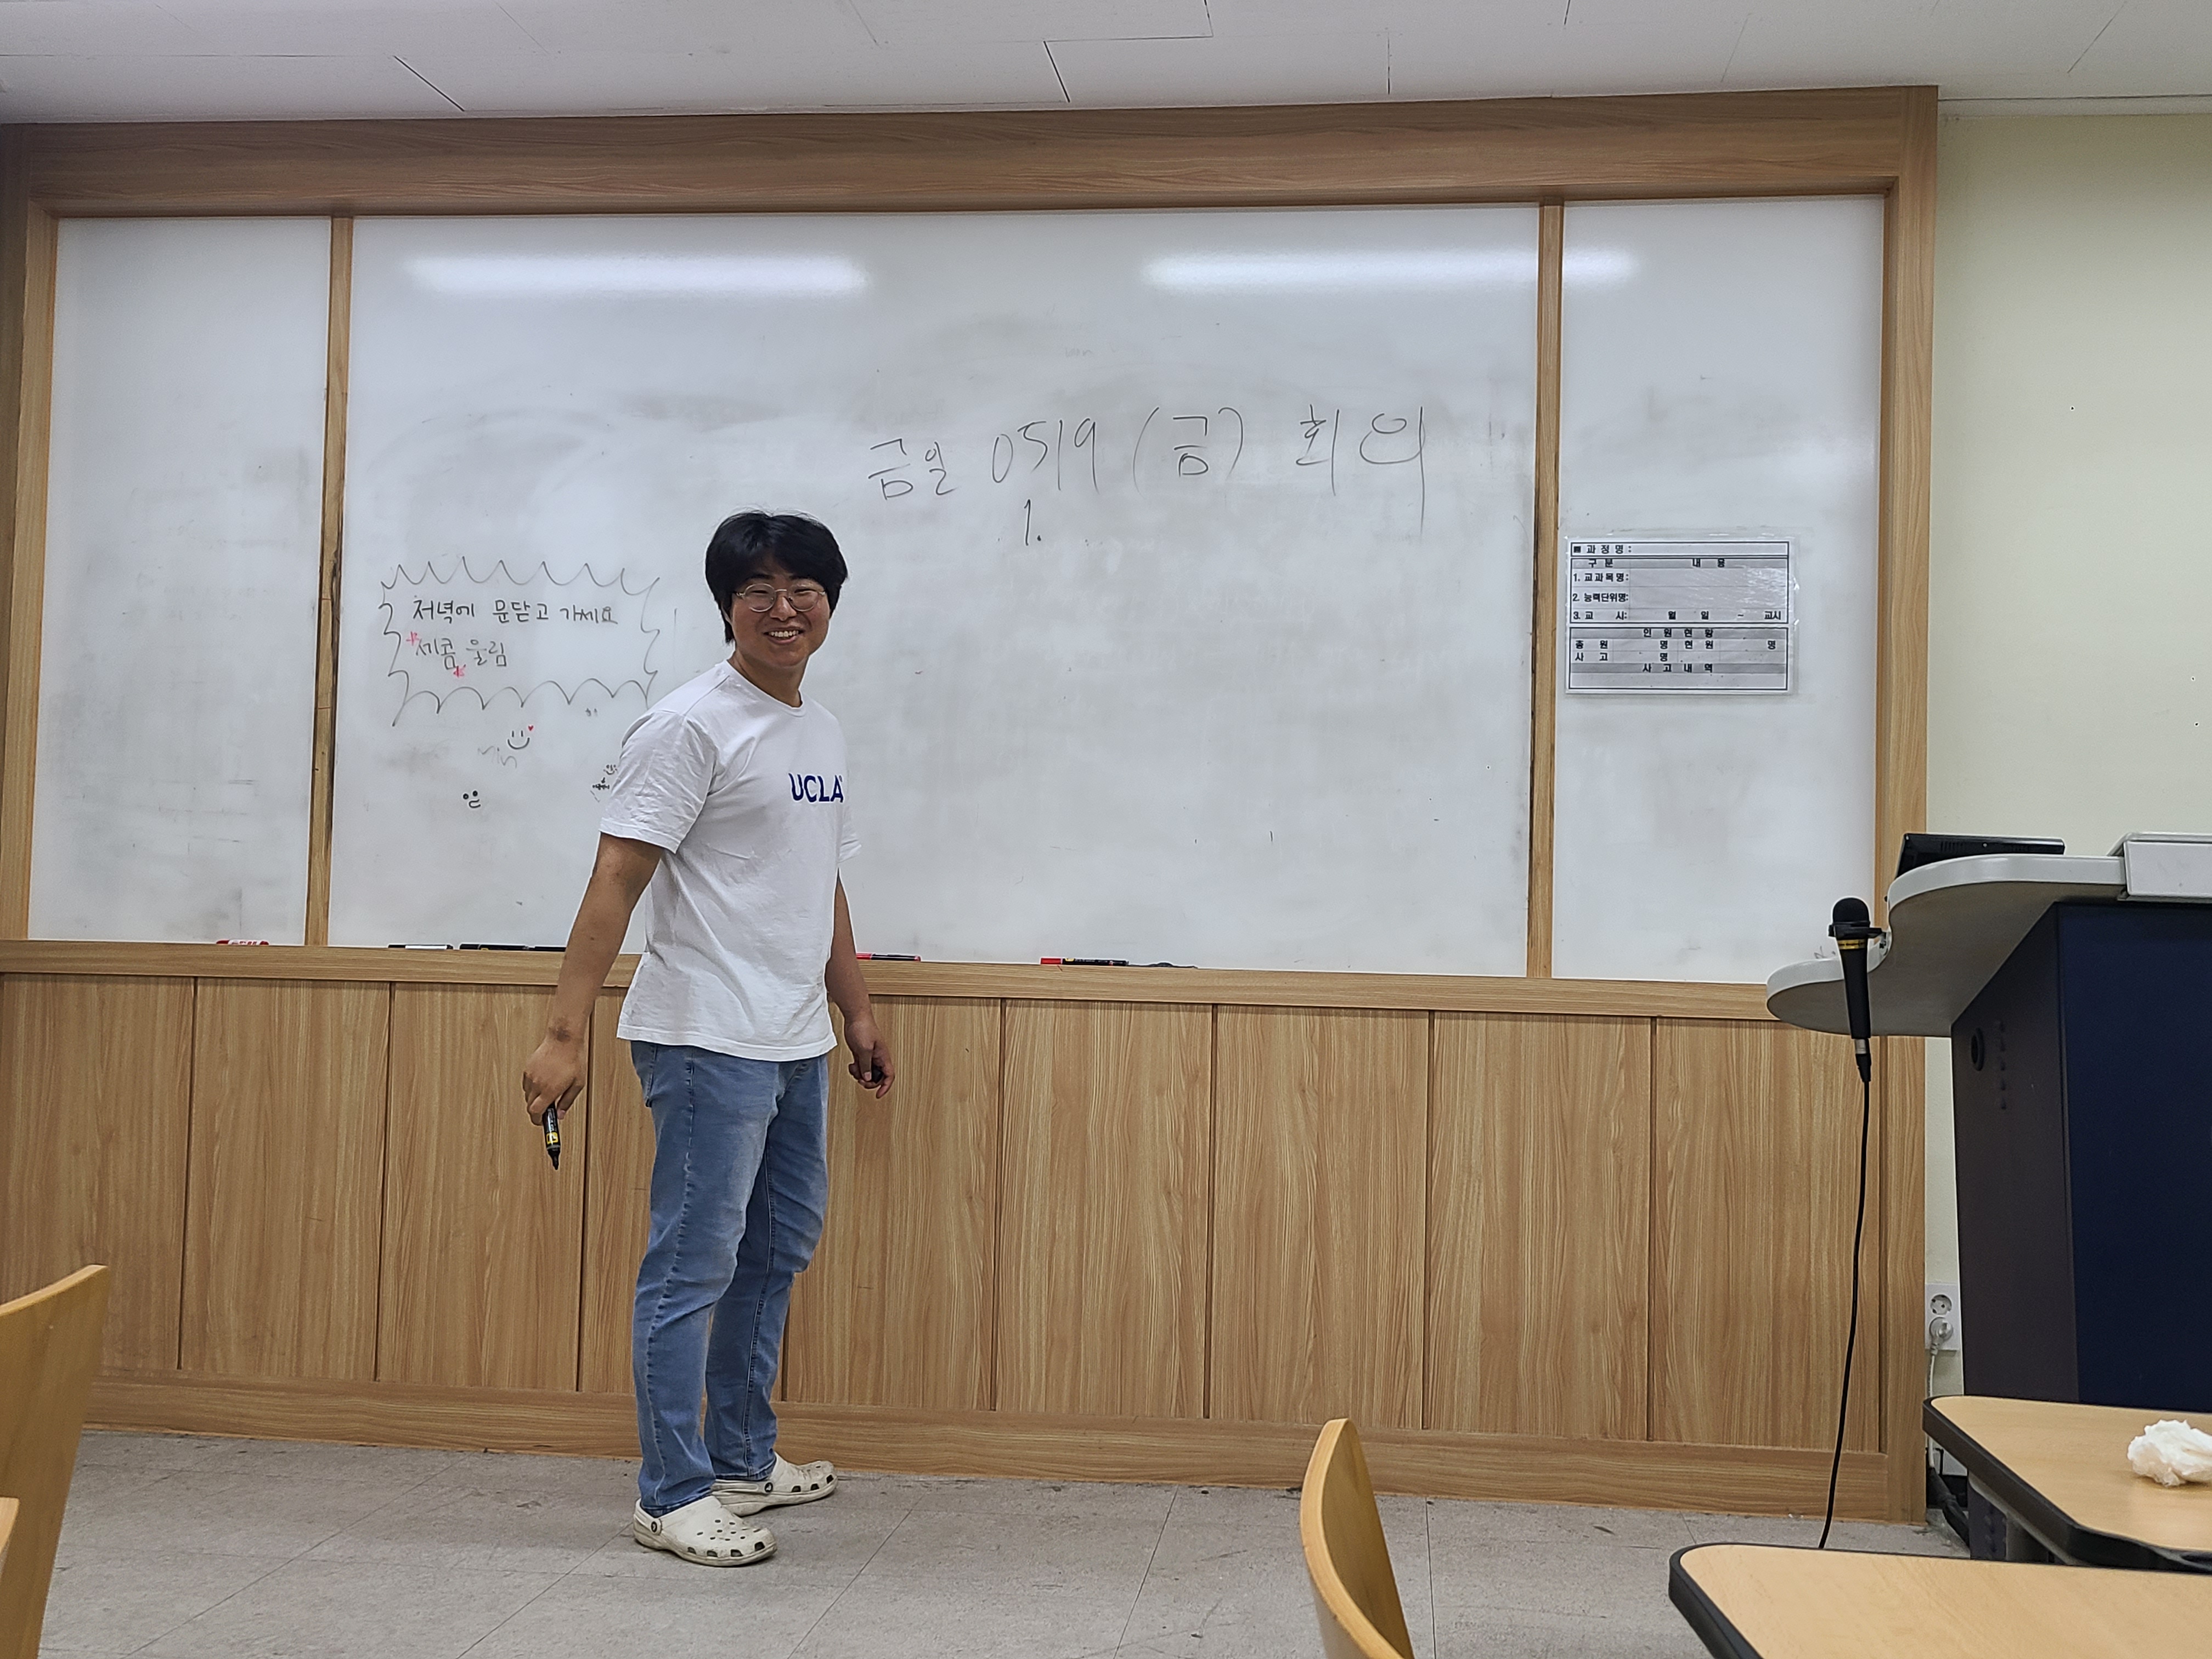 금일 0519 (금) 회의
1.
저녁에 문닫고 가세요
세콤 울림
UCLA
■ 과 정 명 :
구 분 내 용
1. 교 과 목 명 :
2. 능력단위명:
3. 교 시: 월 일 - 교시
인 원 현 황
총 원 명 현 원 명
사 고 명
사 고 내 역